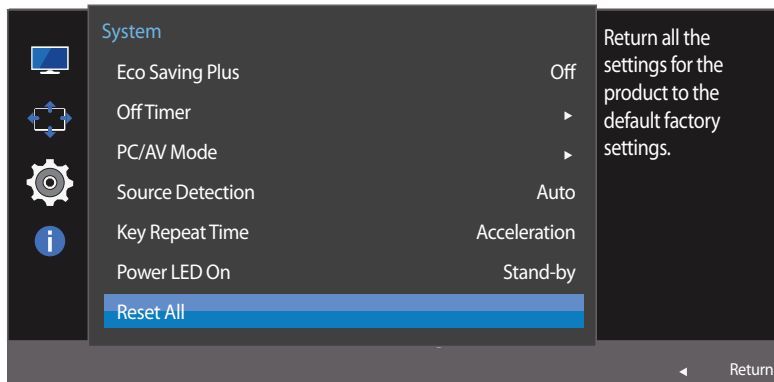 System
Eco Saving Plus Off
Off Timer ►
PC/AV Mode ►
Source Detection Auto
Key Repeat Time Acceleration
Power LED On Stand-by
Reset All
Return all the
settings for the
product to the
default factory
settings.
◄ Return